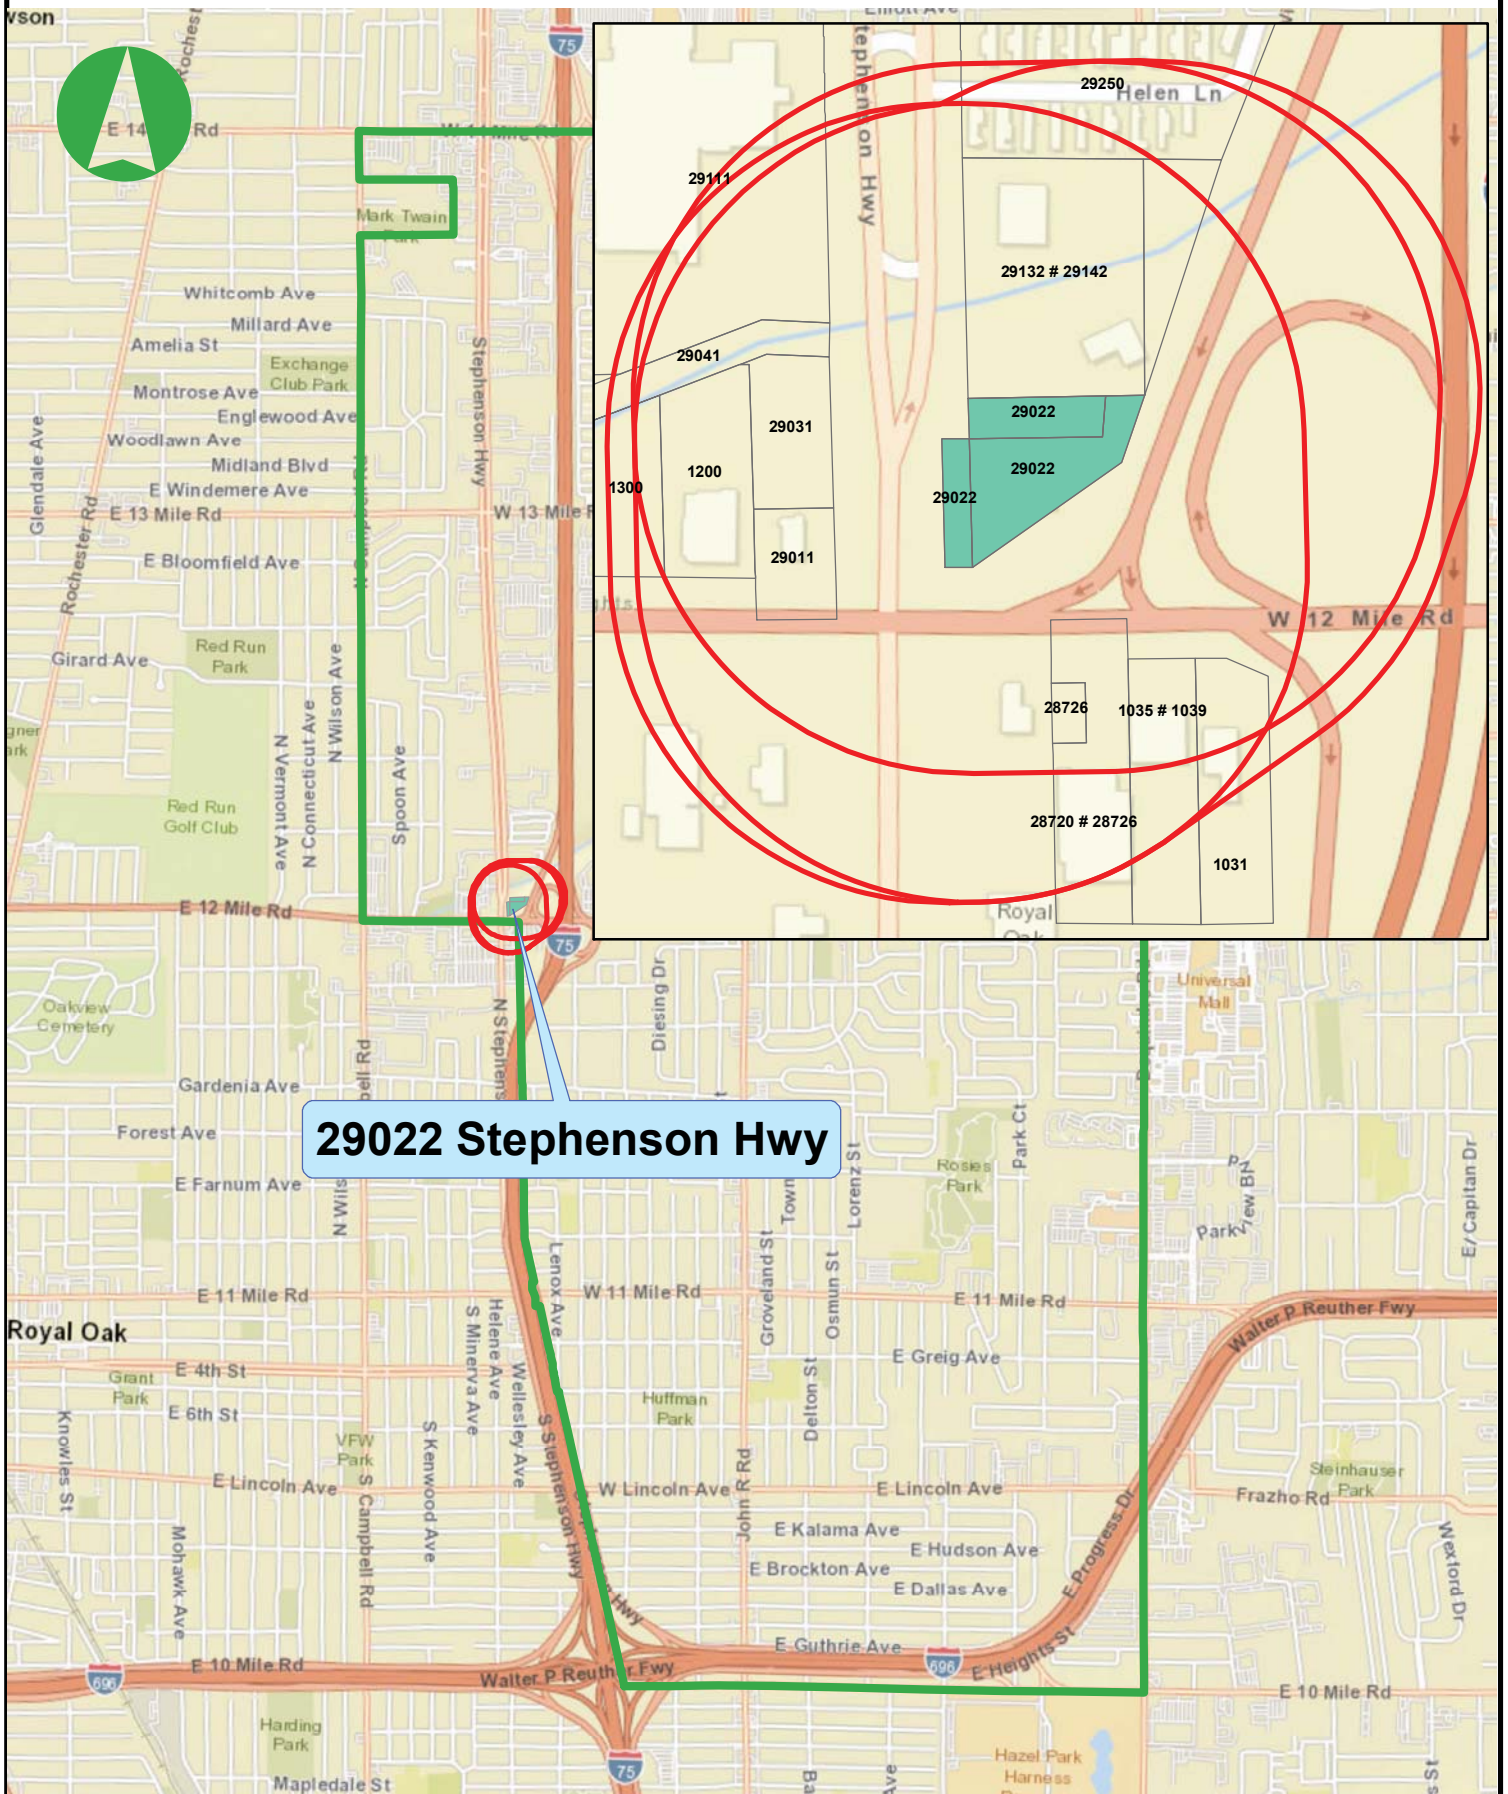 75
E 14
Rd
Mark Twain
Park
Whitcomb Ave
Millard Ave
Amelia St
Exchange
Club Park
Montrose Ave
Englewood Ave
Woodlawn Ave
Midland Blvd
E Windemere Ave
E 13 Mile Rd
W 13 Mile
E Bloomfield Ave
Glendale Ave
Rochester Rd
Stephenson Hwy
Red Run
Park
Girard Ave
N Wilson Ave
N Connecticut Ave
N Vermont Ave
Spoon Ave
Red Run
Golf Club
E 12 Mile Rd
75
29250
Helen Ln
29111
29132 # 29142
29041
29031
29022
29022
29022
1200
1300
29011
W 12 Mile Rd
28726
1035 # 1039
28720 # 28726
1031
Royal
Oak
Oakview
Cemetery
Diesing Dr
Universal
Mall
Gardenia Ave
Forest Ave
E Farnum Ave
29022 Stephenson Hwy
Lorenz St
Rosies
Park
Park Ct
E/ Capitan Dr
Groveland St
Osmun St
Lenox Ave
E 11 Mile Rd
W 11 Mile Rd
E 11 Mile Rd
Walter P Reuther Fwy
Royal Oak
S Minerva Ave
Helene Ave
Wellesley Ave
E 4th St
Grant
Park
E 6th St
E Greig Ave
Huffman
Park
Delton St
Knowles St
VFW
Park
S Kenwood Ave
S Campbell Rd
S Stephenson Hwy
E Lincoln Ave
W Lincoln Ave
John R Rd
E Lincoln Ave
Steinhauser
Park
Frazho Rd
Mohawk Ave
E Kalama Ave
E Hudson Ave
E Brockton Ave
E Dallas Ave
E Progress Dr
Wexford Dr
E Guthrie Ave
E Heights St
E 10 Mile Rd
Walter P Reuther Fwy
696
696
E 10 Mile Rd
Harding
Park
75
Mapledale St
Hazel Park
Harness